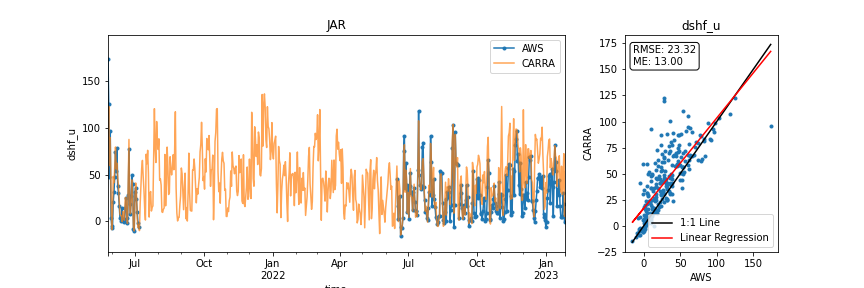 JAR
dshf_u
150
100
50
0
Jul
Oct
Jan
2022
Apr
Jul
Oct
Jan
2023
AWS
CARRA
dshf_u
RMSE: 23.32
ME: 13.00
CARRA
175
150
125
100
75
50
25
0
−25
0
50
100
150
AWS
1:1 Line
Linear Regression